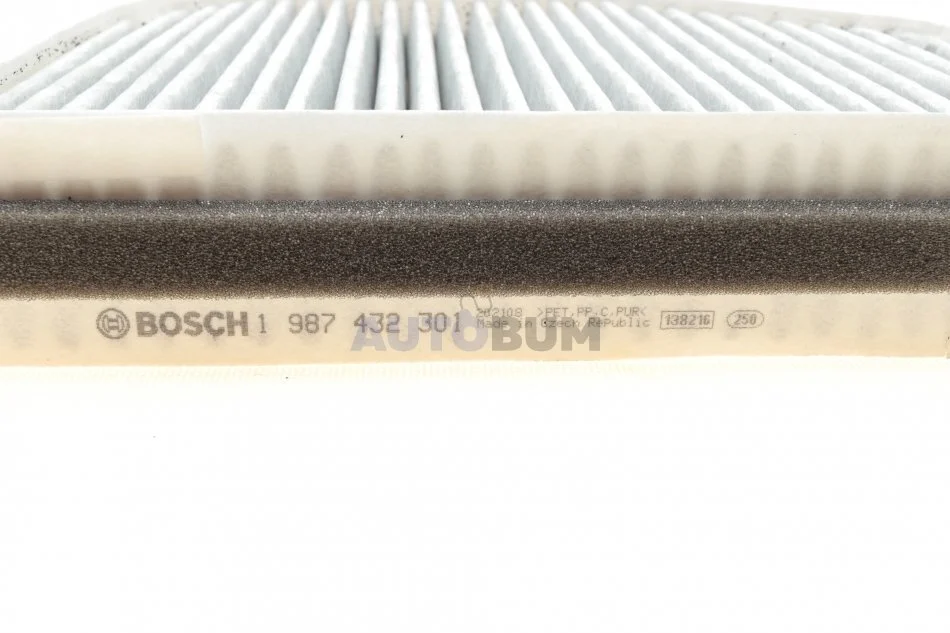 BOSCH 1 987 432 301 202108 >PET,PP,C,PUR< 138216 250
Made in Czech Republic
AUTOBUM